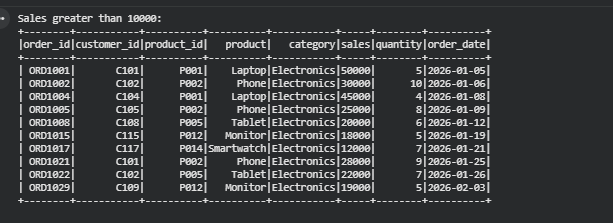 Sales greater than 10000:
+--------+-----------+----------+----------+-----------+-----+--------+----------+
|order_id|customer_id|product_id|   product|   category|sales|quantity|order_date|
+--------+-----------+----------+----------+-----------+-----+--------+----------+
| ORD1001|       C101|      P001|    Laptop|Electronics|50000|       5|2026-01-05|
| ORD1002|       C102|      P002|     Phone|Electronics|30000|      10|2026-01-06|
| ORD1004|       C104|      P001|    Laptop|Electronics|45000|       4|2026-01-08|
| ORD1005|       C105|      P002|     Phone|Electronics|25000|       8|2026-01-09|
| ORD1008|       C108|      P005|    Tablet|Electronics|20000|       6|2026-01-12|
| ORD1015|       C115|      P012|   Monitor|Electronics|18000|       5|2026-01-19|
| ORD1017|       C117|      P014|Smartwatch|Electronics|12000|       7|2026-01-21|
| ORD1021|       C101|      P002|     Phone|Electronics|28000|       9|2026-01-25|
| ORD1022|       C102|      P005|    Tablet|Electronics|22000|       7|2026-01-26|
| ORD1029|       C109|      P012|   Monitor|Electronics|19000|       5|2026-02-03|
+--------+-----------+----------+----------+-----------+-----+--------+----------+